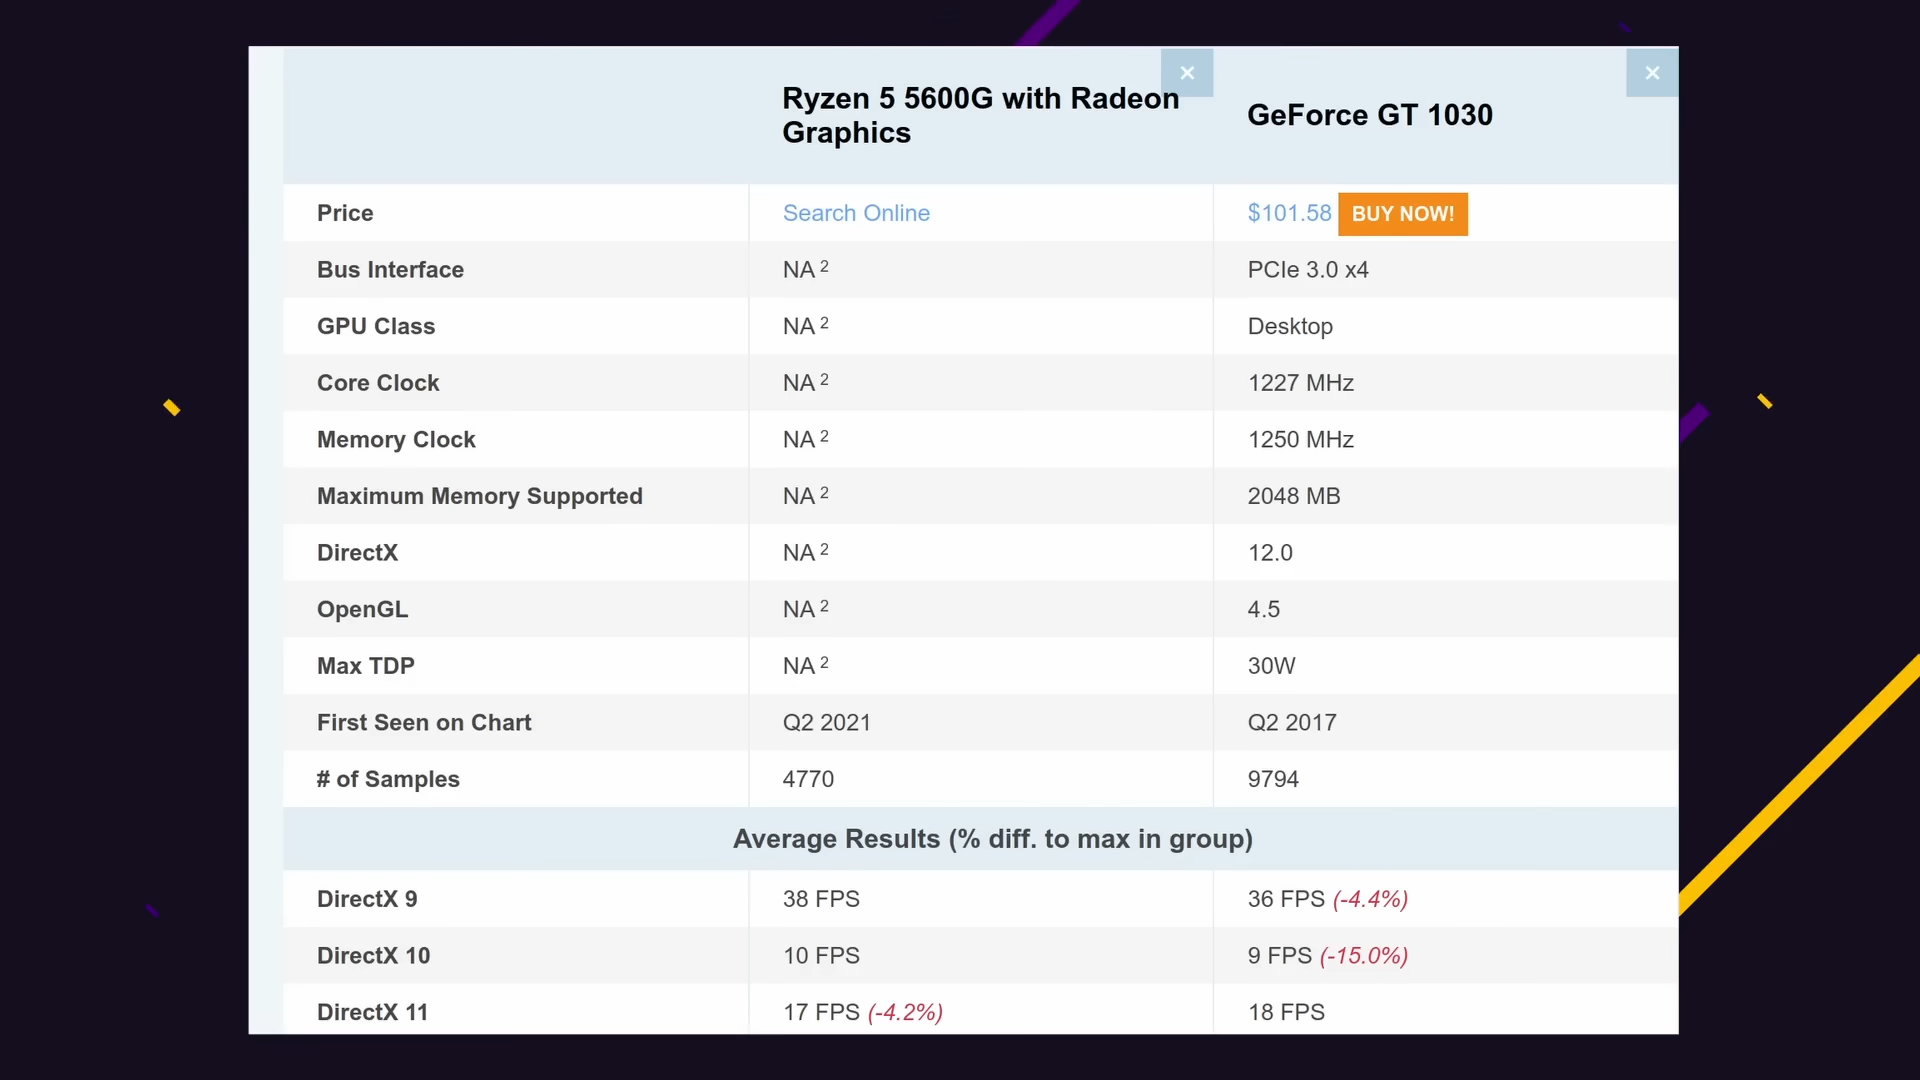 Ryzen 5 5600G with Radeon
Graphics
GeForce GT 1030
Price Search Online $101.58 BUY NOW!
Bus Interface NA 2 PCIe 3.0 x4
GPU Class NA 2 Desktop
Core Clock NA 2 1227 MHz
Memory Clock NA 2 1250 MHz
Maximum Memory Supported NA 2 2048 MB
DirectX NA 2 12.0
OpenGL NA 2 4.5
Max TDP NA 2 30W
First Seen on Chart Q2 2021 Q2 2017
# of Samples 4770 9794
Average Results (% diff. to max in group)
DirectX 9 38 FPS 36 FPS (-4.4%)
DirectX 10 10 FPS 9 FPS (-15.0%)
DirectX 11 17 FPS (-4.2%) 18 FPS